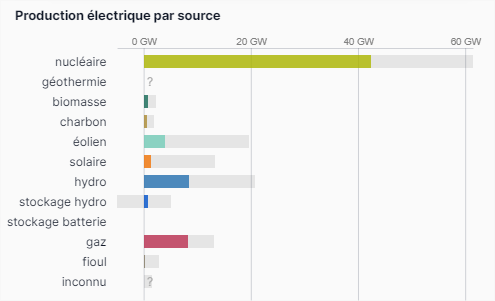 Production électrique par source
0 GW 20 GW 40 GW 60 GW
nucléaire
géothermie ?
biomasse
charbon
éolien
solaire
hydro
stockage hydro
stockage batterie
gaz
fioul
inconnu ?